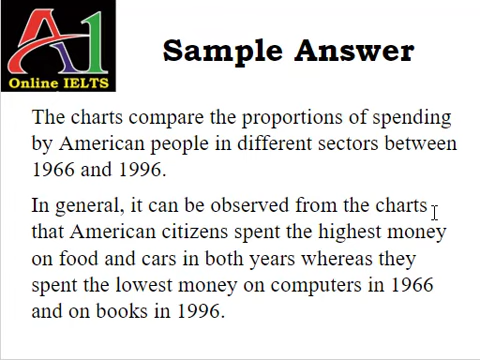 A1
Online IELTS
Sample Answer
The charts compare the proportions of spending
by American people in different sectors between
1966 and 1996.
In general, it can be observed from the charts
that American citizens spent the highest money
on food and cars in both years whereas they
spent the lowest money on computers in 1966
and on books in 1996.